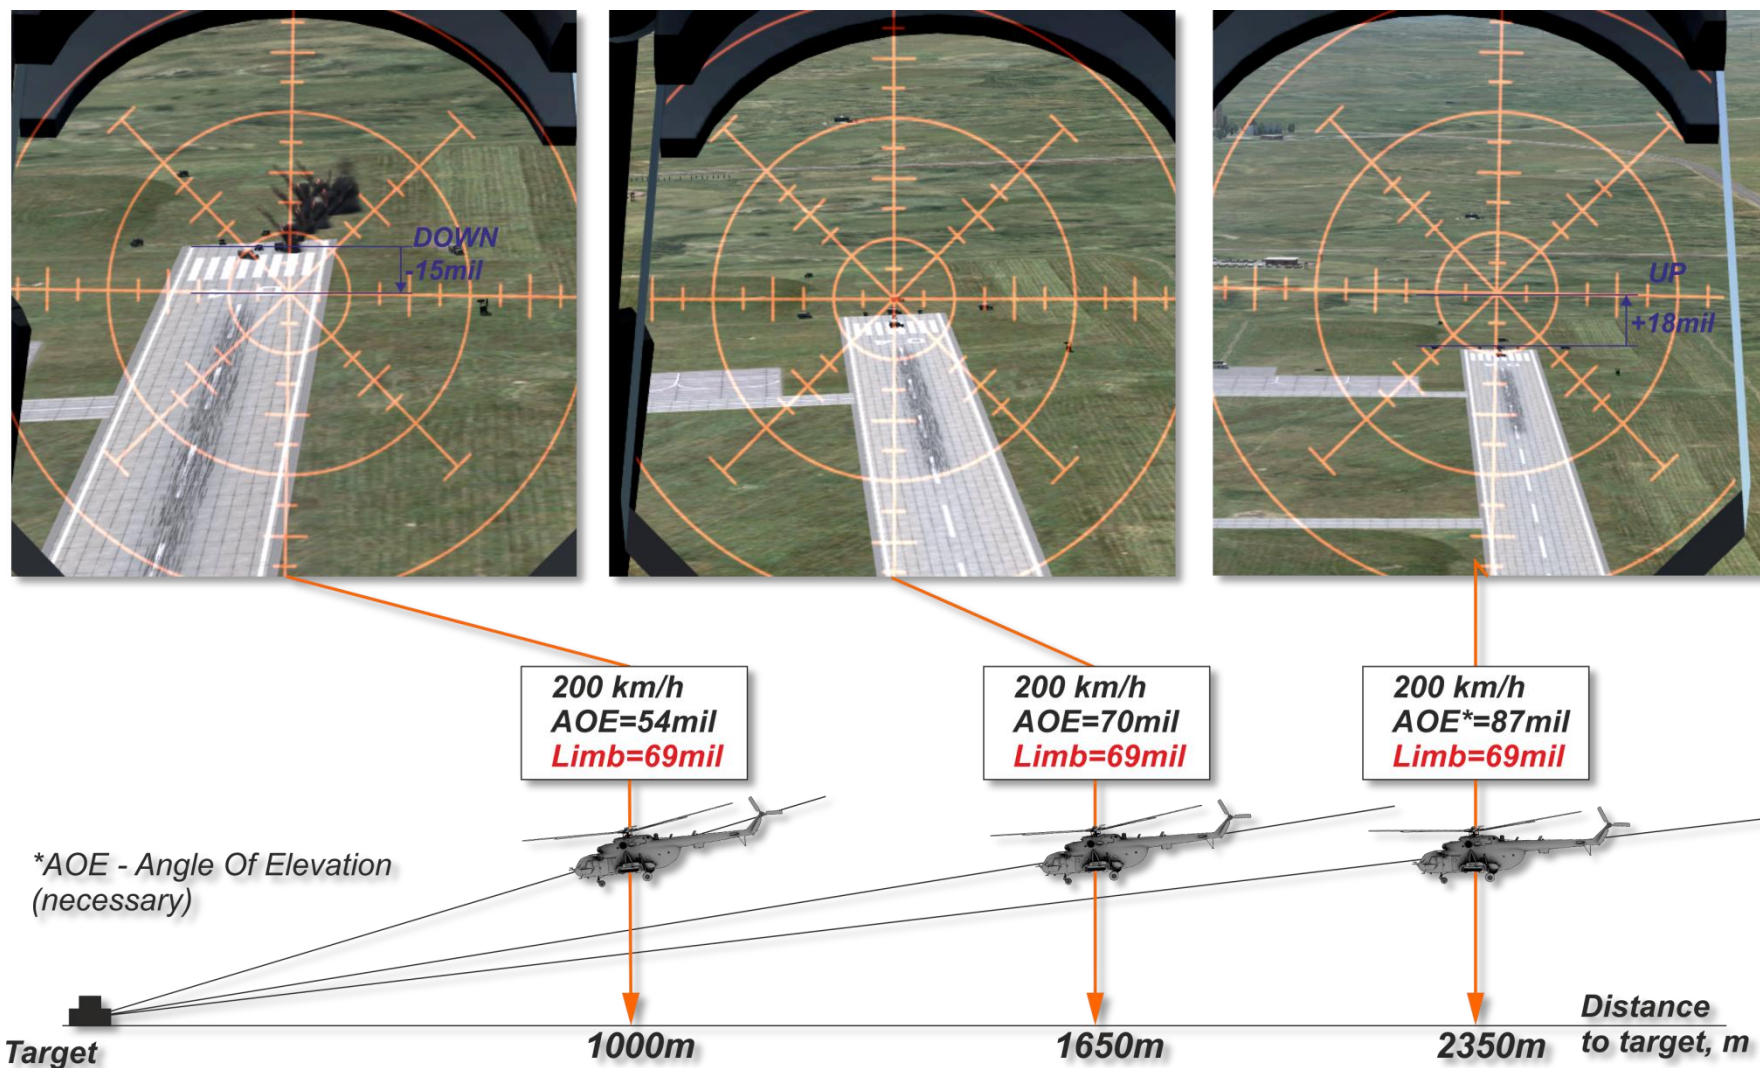 DOWN
-15mil
UP
+18mil
200 km/h
AOE=54mil
Limb=69mil
200 km/h
AOE=70mil
Limb=69mil
200 km/h
AOE*=87mil
Limb=69mil
*AOE - Angle Of Elevation
(necessary)
Target
1000m
1650m
2350m
Distance
to target, m